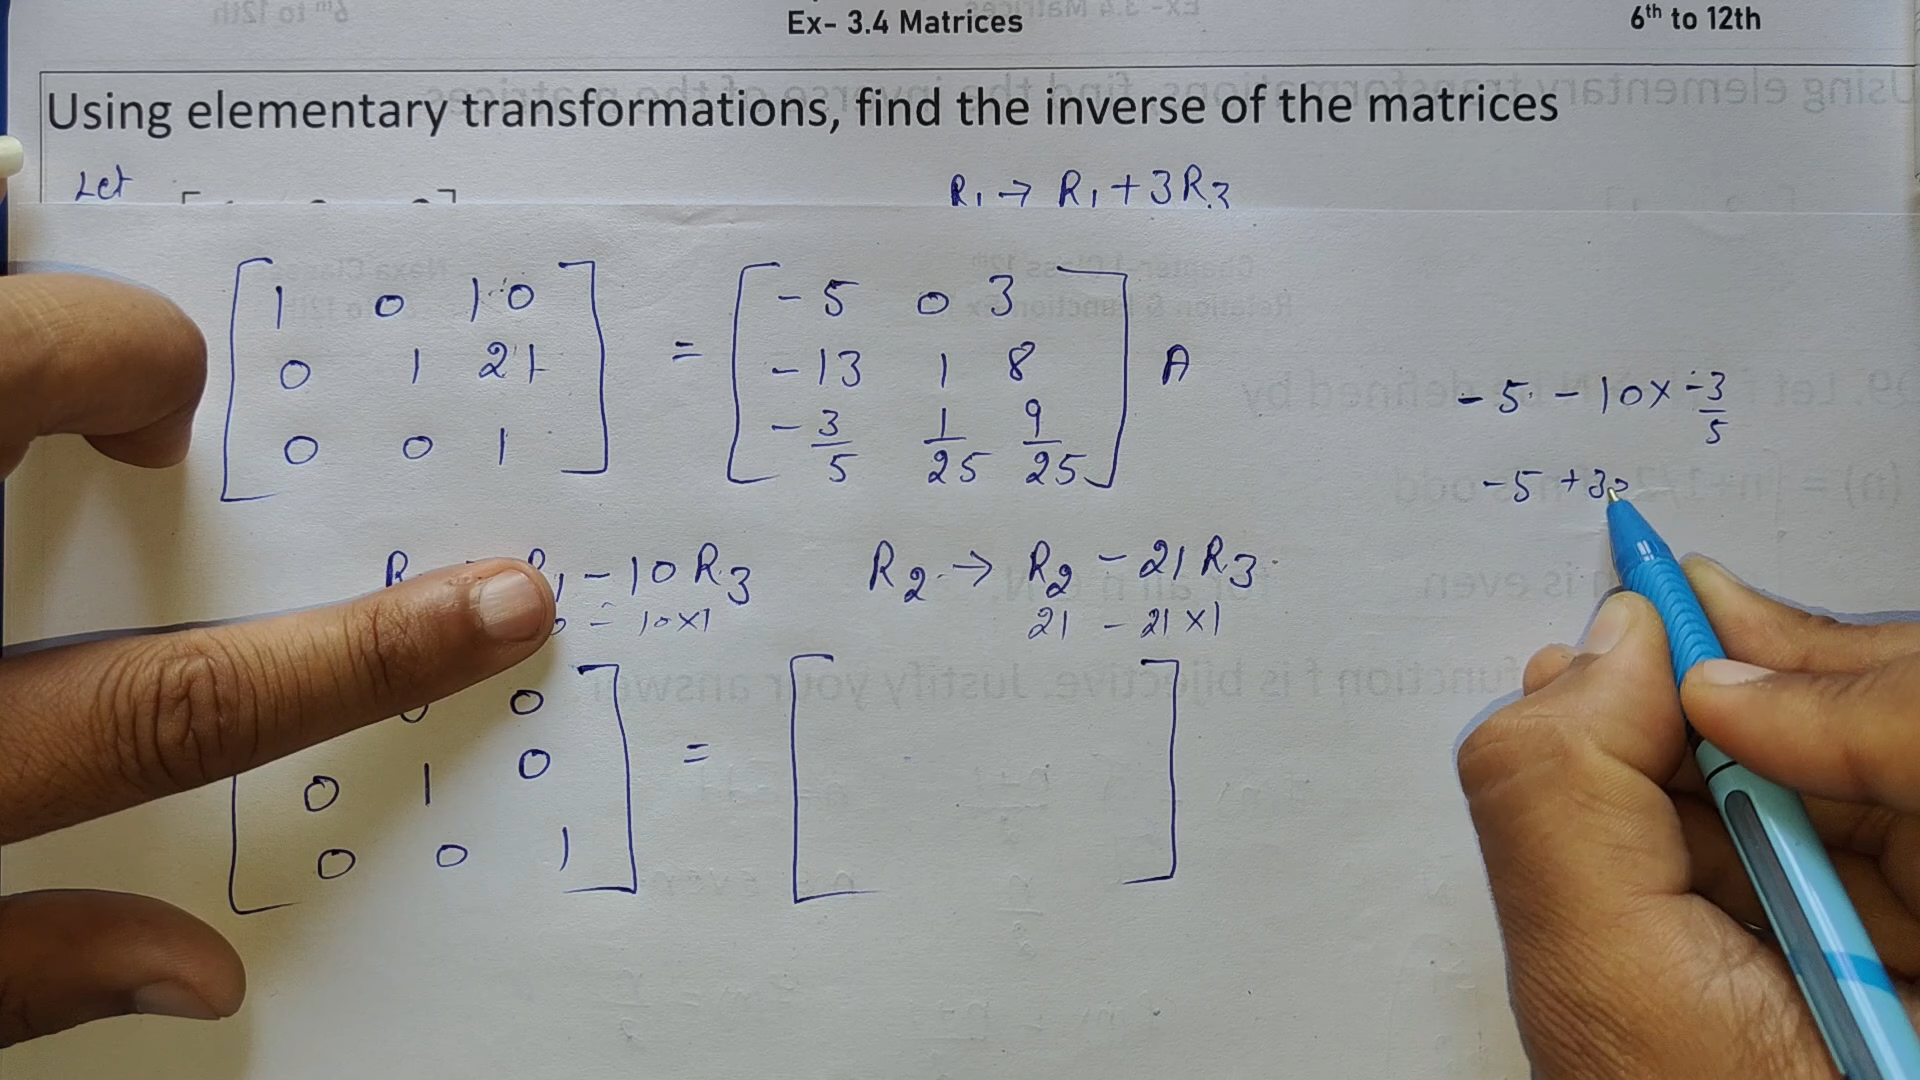 Ex- 3.4 Matrices
6th to 12th
Using elementary transformations, find the inverse of the matrices
Let
R1 → R1 + 3R3
1 0 10 = -5 0 3
0 1 21 -13 1 8 A
0 0 1 -3/5 1/25 9/25
-5 - 10 × -3/5
-5 + 30
- 10R3 R2 → R2 - 21R3
- 10×1 21 - 21×1
0
0 1 0 =
0 0 1